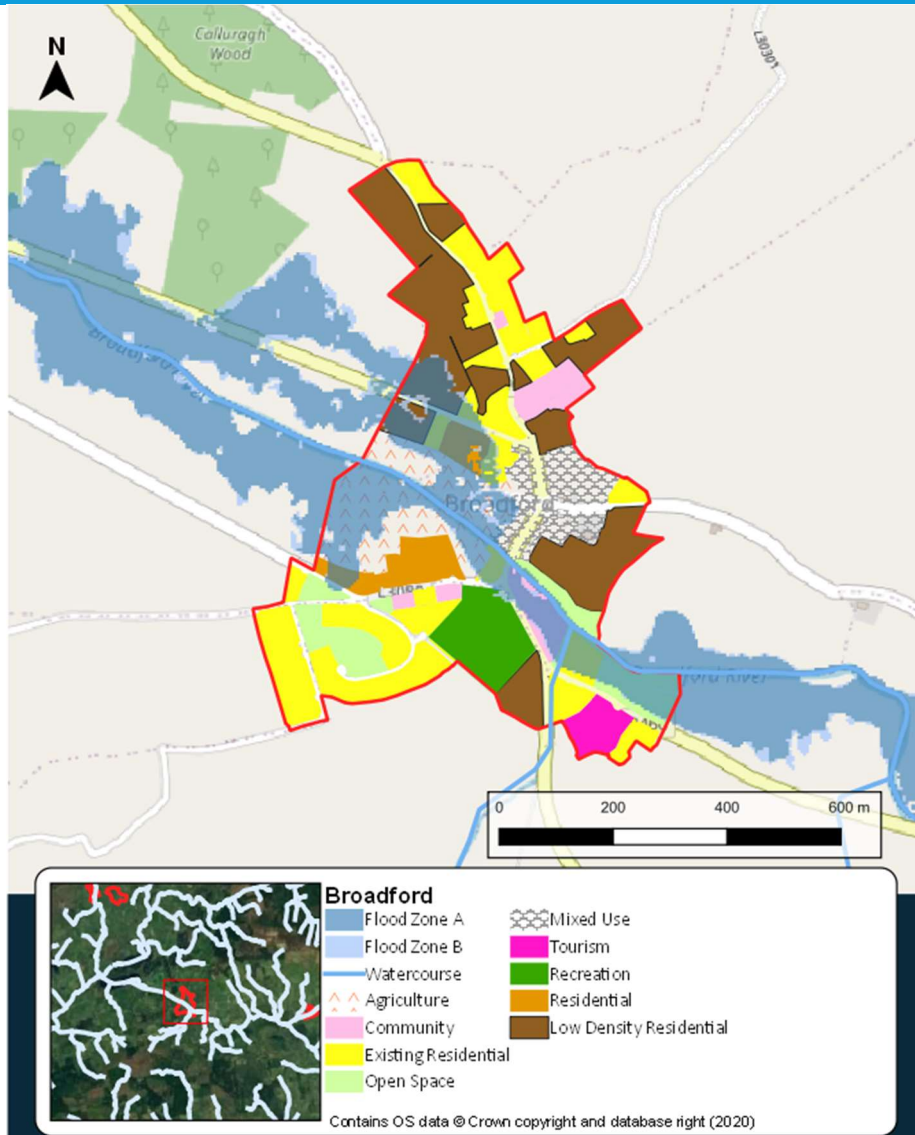 Calluragh
Wood
N
L30301
Broadford
0 200 400 600 m
Broadford
Flood Zone A
Flood Zone B
Watercourse
Agriculture
Community
Existing Residential
Open Space
Mixed Use
Tourism
Recreation
Residential
Low Density Residential
Contains OS data © Crown copyright and database right (2020)